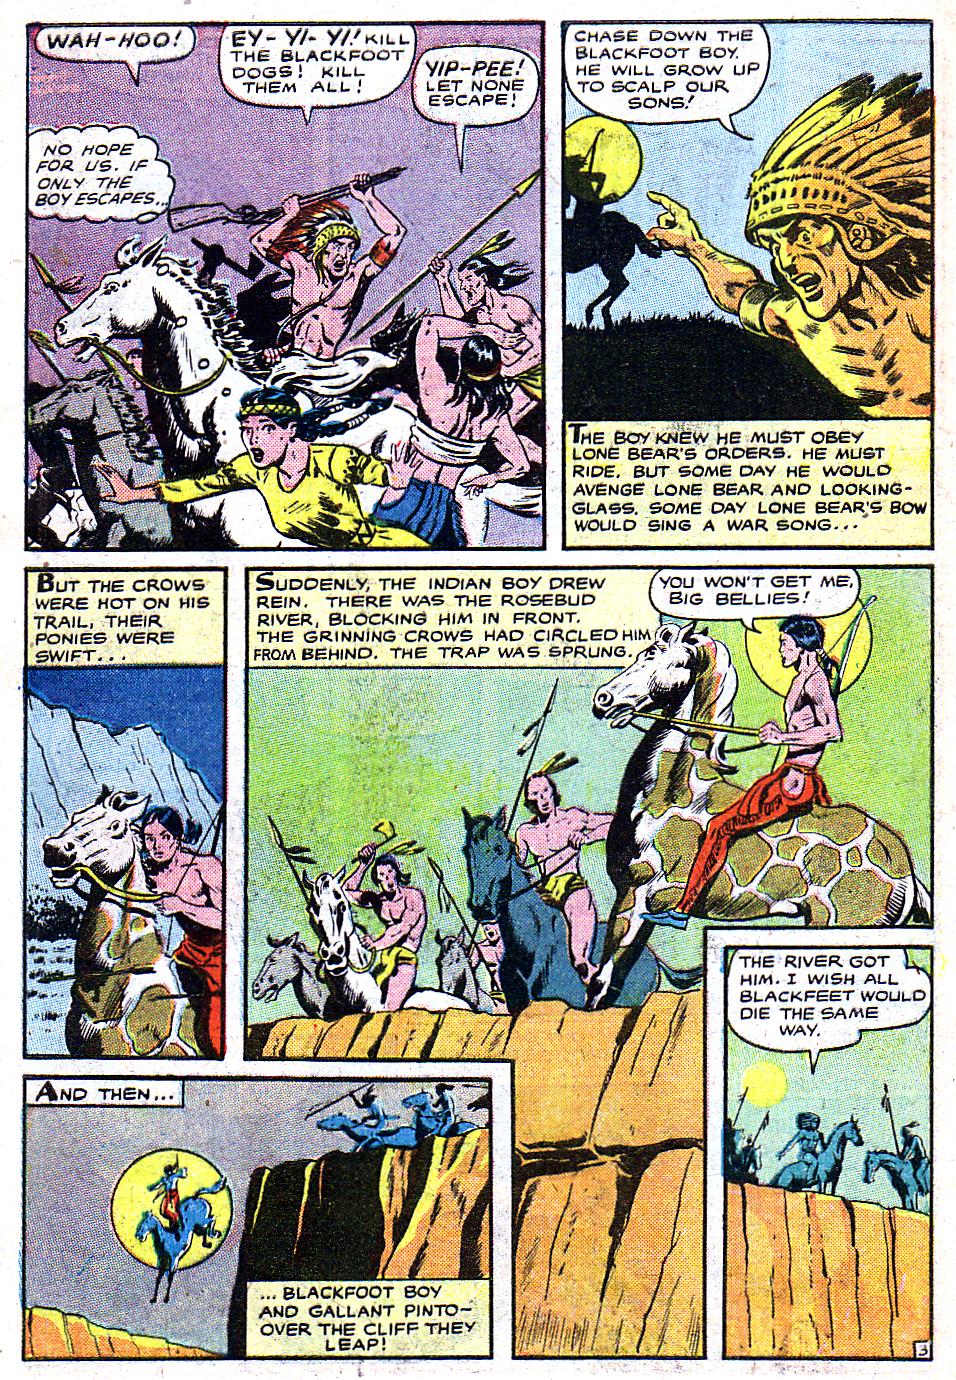 WAH-HOO!
EY-YI-YI! KILL
THE BLACKFOOT
DOGS! KILL
THEM ALL!
YIP-PEE!
LET NONE
ESCAPE!
NO HOPE
FOR US. IF
ONLY THE
BOY ESCAPES...
CHASE DOWN THE
BLACKFOOT BOY.
HE WILL GROW UP
TO SCALP OUR
SONS!
THE BOY KNEW HE MUST OBEY
LONE BEAR'S ORDERS. HE MUST
RIDE. BUT SOME DAY HE WOULD
AVENGE LONE BEAR AND LOOKING-
GLASS. SOME DAY LONE BEAR'S BOW
WOULD SING A WAR SONG...
BUT THE CROWS
WERE HOT ON HIS
TRAIL, THEIR
PONIES WERE
SWIFT...
SUDDENLY, THE INDIAN BOY DREW
REIN. THERE WAS THE ROSEBUD
RIVER, BLOCKING HIM IN FRONT.
THE GRINNING CROWS HAD CIRCLED HIM
FROM BEHIND. THE TRAP WAS SPRUNG.
YOU WON'T GET ME,
BIG BELLIES!
AND THEN...
...BLACKFOOT BOY
AND GALLANT PINTO-
OVER THE CLIFF THEY
LEAP!
THE RIVER GOT
HIM. I WISH ALL
BLACKFEET WOULD
DIE THE SAME
WAY.
3